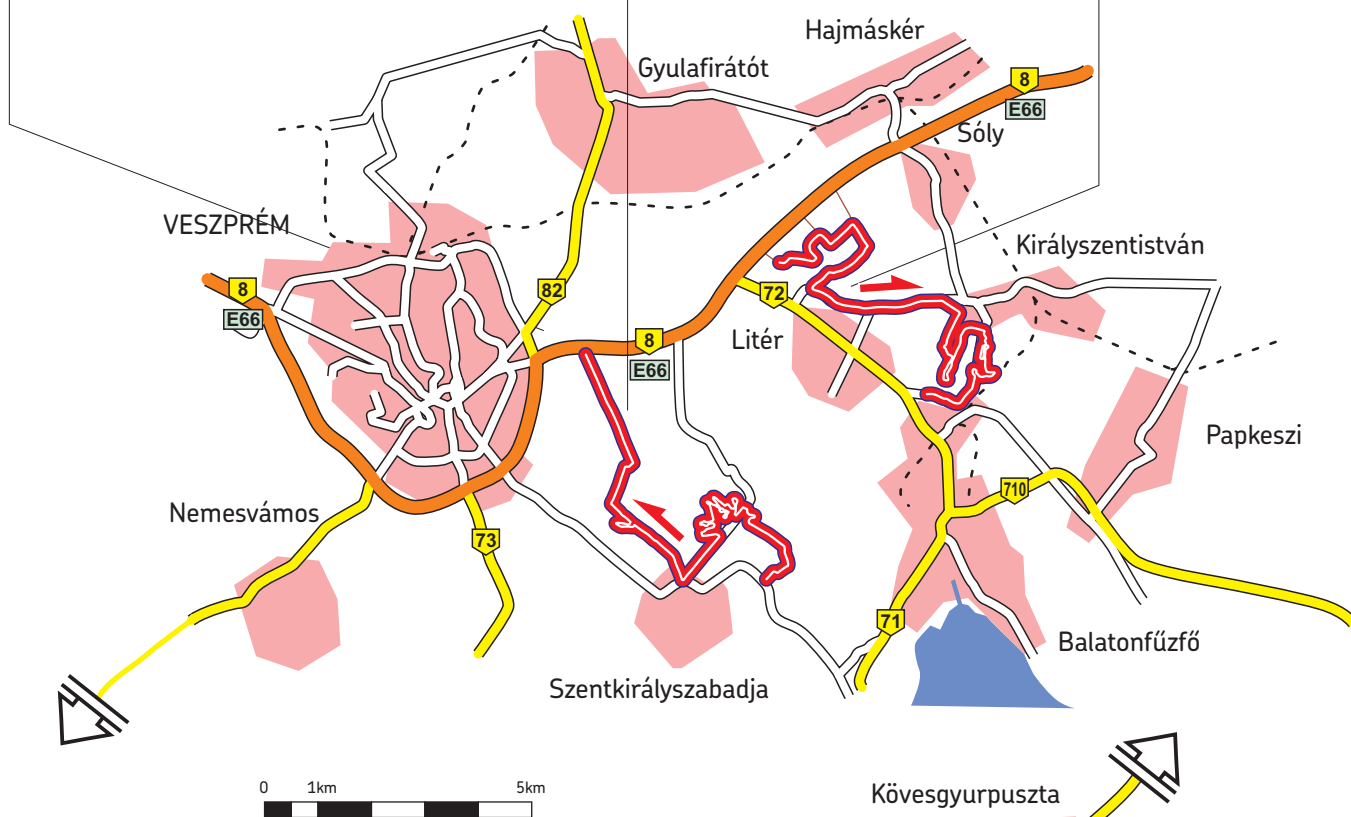 Hajmáskér
Gyulafirátót
8
E66
Sóly
VESZPRÉM
Királyszentistván
8
E66
82
72
8
E66
Litér
Papkeszi
710
Nemesvámos
73
71
Balatonfűzfő
Szentkirályszabadja
0 1km 5km
Kövesgyurpuszta